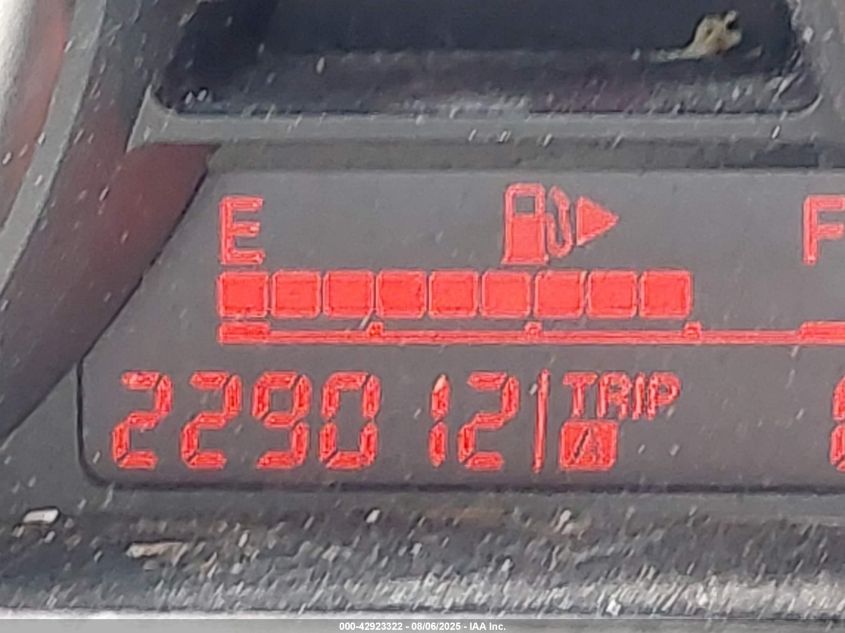 E F
229012 TRIP
A
000-42923322 - 08/06/2025 - IAA Inc.